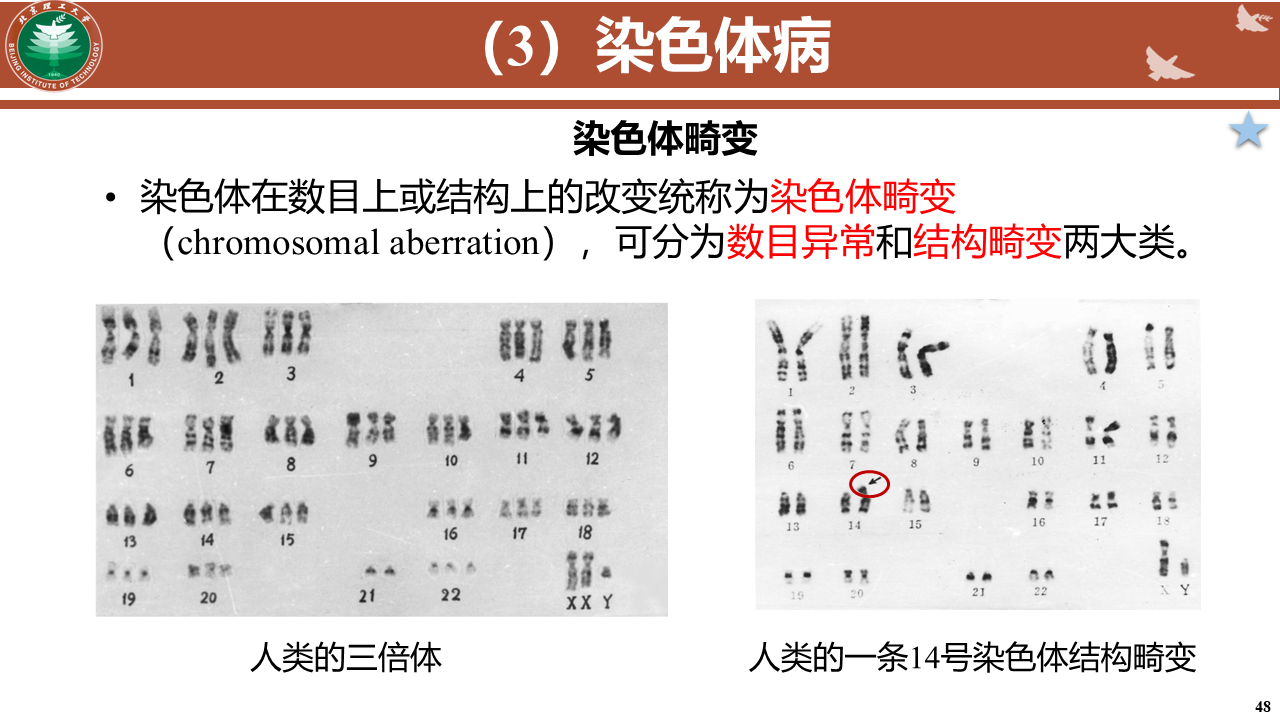 北京理工大学
BEIJING INSTITUTE OF TECHNOLOGY
1940
（3）染色体病
染色体畸变
• 染色体在数目上或结构上的改变统称为染色体畸变
（chromosomal aberration），可分为数目异常和结构畸变两大类。
1 2 3 4 5
6 7 8 9 10 11 12
13 14 15 16 17 18
19 20 21 22 X X Y
1 2 3 4 5
6 7 8 9 10 11 12
13 14 15 16 17 18
19 20 21 22 X Y
人类的三倍体
人类的一条14号染色体结构畸变
48